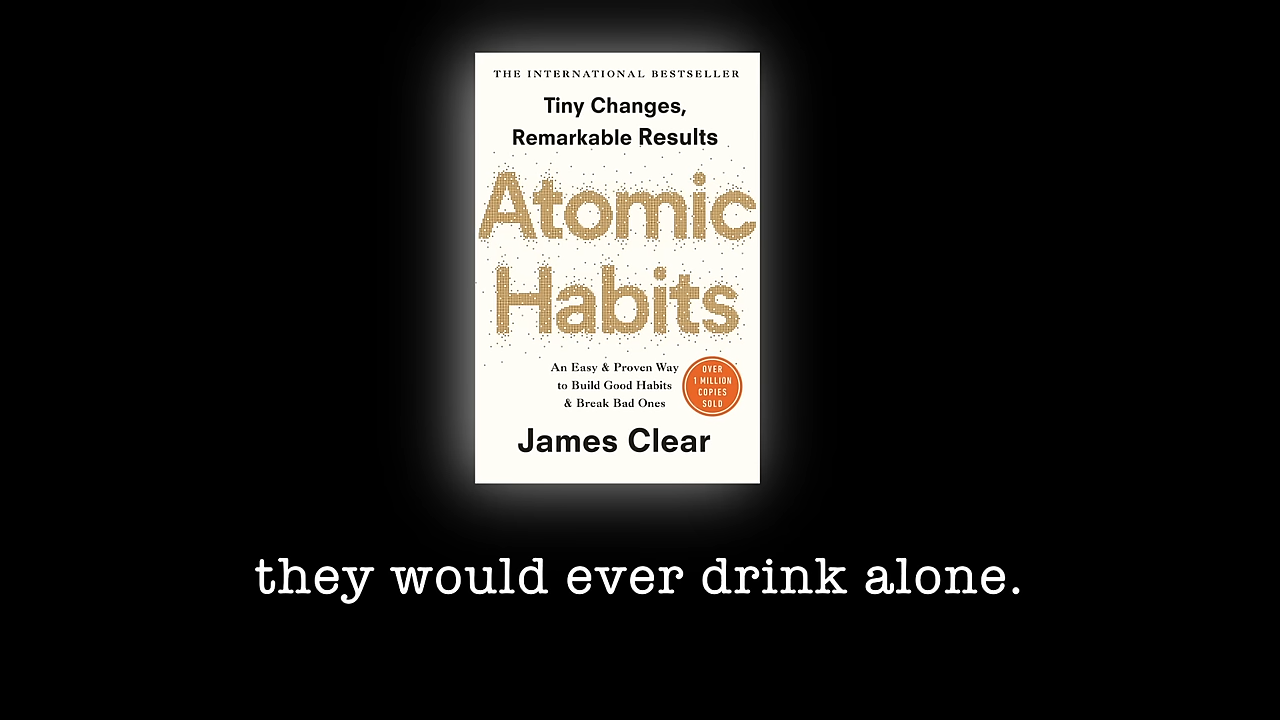 THE INTERNATIONAL BESTSELLER
Tiny Changes,
Remarkable Results
Atomic
Habits
An Easy & Proven Way
to Build Good Habits
& Break Bad Ones
OVER
1 MILLION
COPIES
SOLD
James Clear
they would ever drink alone.